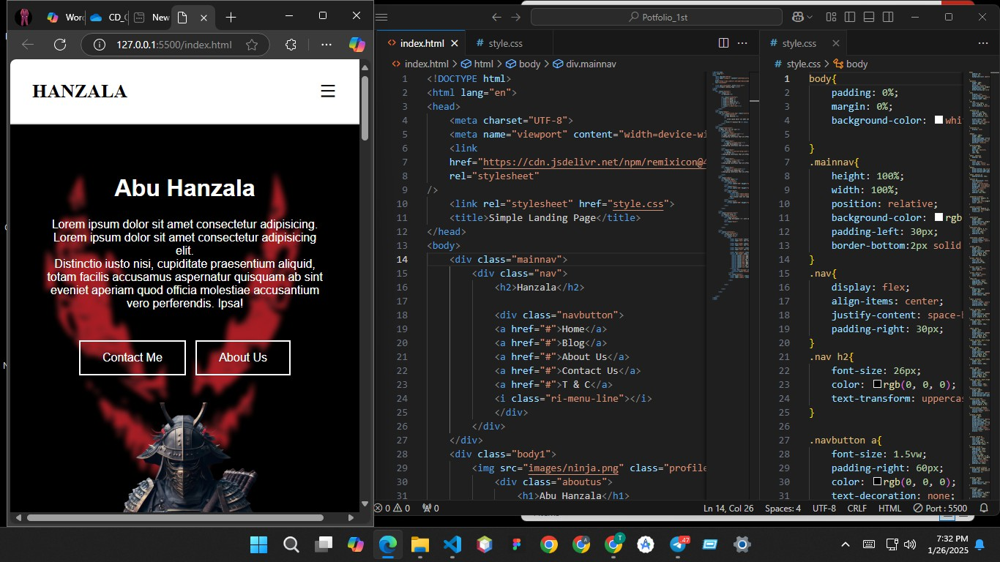 Word
CD_C
New
127.0.0.1:5500/index.html
HANZALA
Abu Hanzala
Lorem ipsum dolor sit amet consectetur adipisicing.
Lorem ipsum dolor sit amet consectetur adipisicing
elit.
Distinctio iusto nisi, cupiditate praesentium aliquid,
totam facilis accusamus aspernatur quisquam ab sint
eveniet aperiam quod officia molestiae accusantium
vero perferendis. Ipsa!
Contact Me
About Us
Potfolio_1st
index.html
style.css
index.html > html > body > div.mainnav
1 <!DOCTYPE html>
2 <html lang="en">
3 <head>
4 <meta charset="UTF-8">
5 <meta name="viewport" content="width=device-wi
6 <link
7 href="https://cdn.jsdelivr.net/npm/remixicon@4
8 rel="stylesheet"
9 />
10 <link rel="stylesheet" href="style.css">
11 <title>Simple Landing Page</title>
12 </head>
13 <body>
14 <div class="mainnav">
15 <div class="nav">
16 <h2>Hanzala</h2>
17
18 <div class="navbutton">
19 <a href="#">Home</a>
20 <a href="#">Blog</a>
21 <a href="#">About Us</a>
22 <a href="#">Contact Us</a>
23 <a href="#">T & C</a>
24 <i class="ri-menu-line"></i>
25 </div>
26 </div>
27 </div>
28 <div class="body1">
29 <img src="images/ninja.png" class="profile
30 <div class="aboutus">
31 <h1>Abu Hanzala</h1>
style.css
style.css > body
1 body{
2 padding: 0%;
3 margin: 0%;
4 background-color: whi
5
6 }
7 .mainnav{
8 height: 100%;
9 width: 100%;
10 position: relative;
11 background-color: rgb
12 padding-left: 30px;
13 border-bottom:2px solid
14 }
15 .nav{
16 display: flex;
17 align-items: center;
18 justify-content: space-b
19 padding-right: 30px;
20 }
21 .nav h2{
22 font-size: 26px;
23 color: rgb(0, 0, 0);
24 text-transform: uppercas
25 }
26
27 .navbutton a{
28 font-size: 1.5vw;
29 padding-right: 60px;
30 color: rgb(0, 0, 0);
31 text-decoration: none;
0 0 0
Ln 14, Col 26
Spaces: 4
UTF-8
CRLF
HTML
Port : 5500
47
7:32 PM
1/26/2025